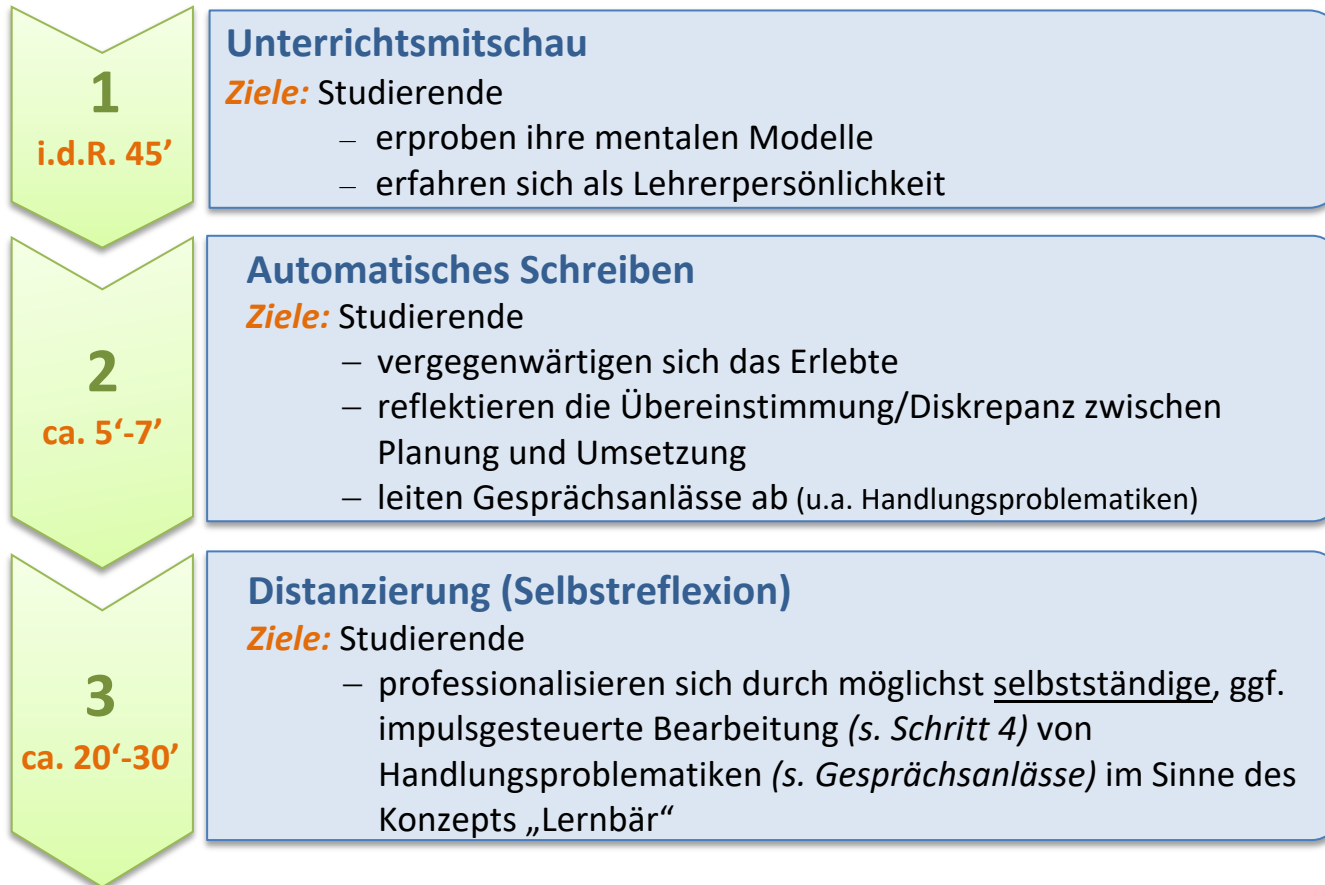 1
i.d.R. 45’
Unterrichtsmitschau
Ziele: Studierende
– erproben ihre mentalen Modelle
– erfahren sich als Lehrerpersönlichkeit
2
ca. 5‘-7’
Automatisches Schreiben
Ziele: Studierende
– vergegenwärtigen sich das Erlebte
– reflektieren die Übereinstimmung/Diskrepanz zwischen
Planung und Umsetzung
– leiten Gesprächsanlässe ab (u.a. Handlungsproblematiken)
3
ca. 20‘-30’
Distanzierung (Selbstreflexion)
Ziele: Studierende
– professionalisieren sich durch möglichst selbstständige, ggf.
impulsgesteuerte Bearbeitung (s. Schritt 4) von
Handlungsproblematiken (s. Gesprächsanlässe) im Sinne des
Konzepts „Lernbär“